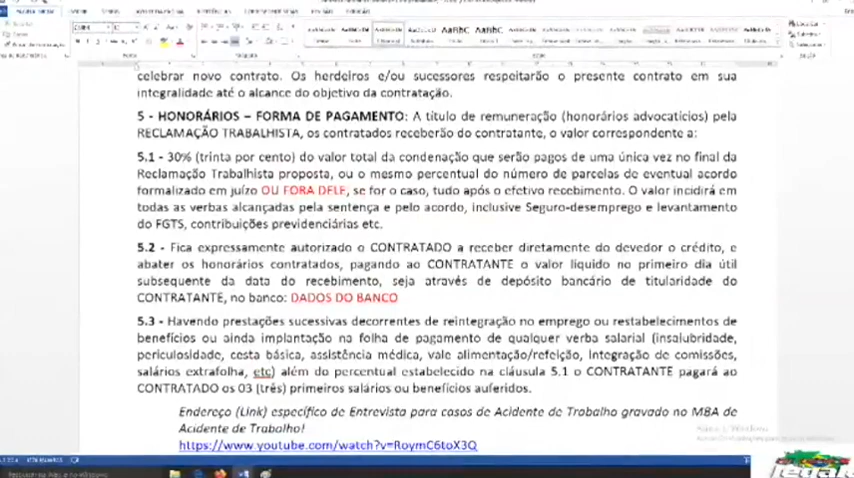 celebrar novo contrato. Os herdeiros e/ou sucessores respeitarão o presente contrato em sua
integralidade até o alcance do objetivo da contratação.
5 - HONORÁRIOS – FORMA DE PAGAMENTO: A título de remuneração (honorários advocatícios) pela
RECLAMAÇÃO TRABALHISTA, os contratados receberão do contratante, o valor correspondente a:
5.1 - 30% (trinta por cento) do valor total da condenação que serão pagos de uma única vez no final da
Reclamação Trabalhista proposta, ou o mesmo percentual do número de parcelas de eventual acordo
formalizado em juízo OU FORA DELE, se for o caso, tudo após o efetivo recebimento. O valor incidirá em
todas as verbas alcançadas pela sentença e pelo acordo, inclusive Seguro-desemprego e levantamento
do FGTS, contribuições previdenciárias etc.
5.2 - Fica expressamente autorizado o CONTRATADO a receber diretamente do devedor o crédito, e
abater os honorários contratados, pagando ao CONTRATANTE o valor líquido no primeiro dia útil
subsequente da data do recebimento, seja através de depósito bancário de titularidade do
CONTRATANTE, no banco: DADOS DO BANCO
5.3 - Havendo prestações sucessivas decorrentes de reintegração no emprego ou restabelecimentos de
benefícios ou ainda implantação na folha de pagamento de qualquer verba salarial (insalubridade,
periculosidade, cesta básica, assistência médica, vale alimentação/refeição, integração de comissões,
salários extrafolha, etc) além do percentual estabelecido na cláusula 5.1 o CONTRATANTE pagará ao
CONTRATADO os 03 (três) primeiros salários ou benefícios auferidos.
Endereço (Link) específico de Entrevista para casos de Acidente de Trabalho gravado no MBA de
Acidente de Trabalho!
https://www.youtube.com/watch?v=RoymC6toX3Q